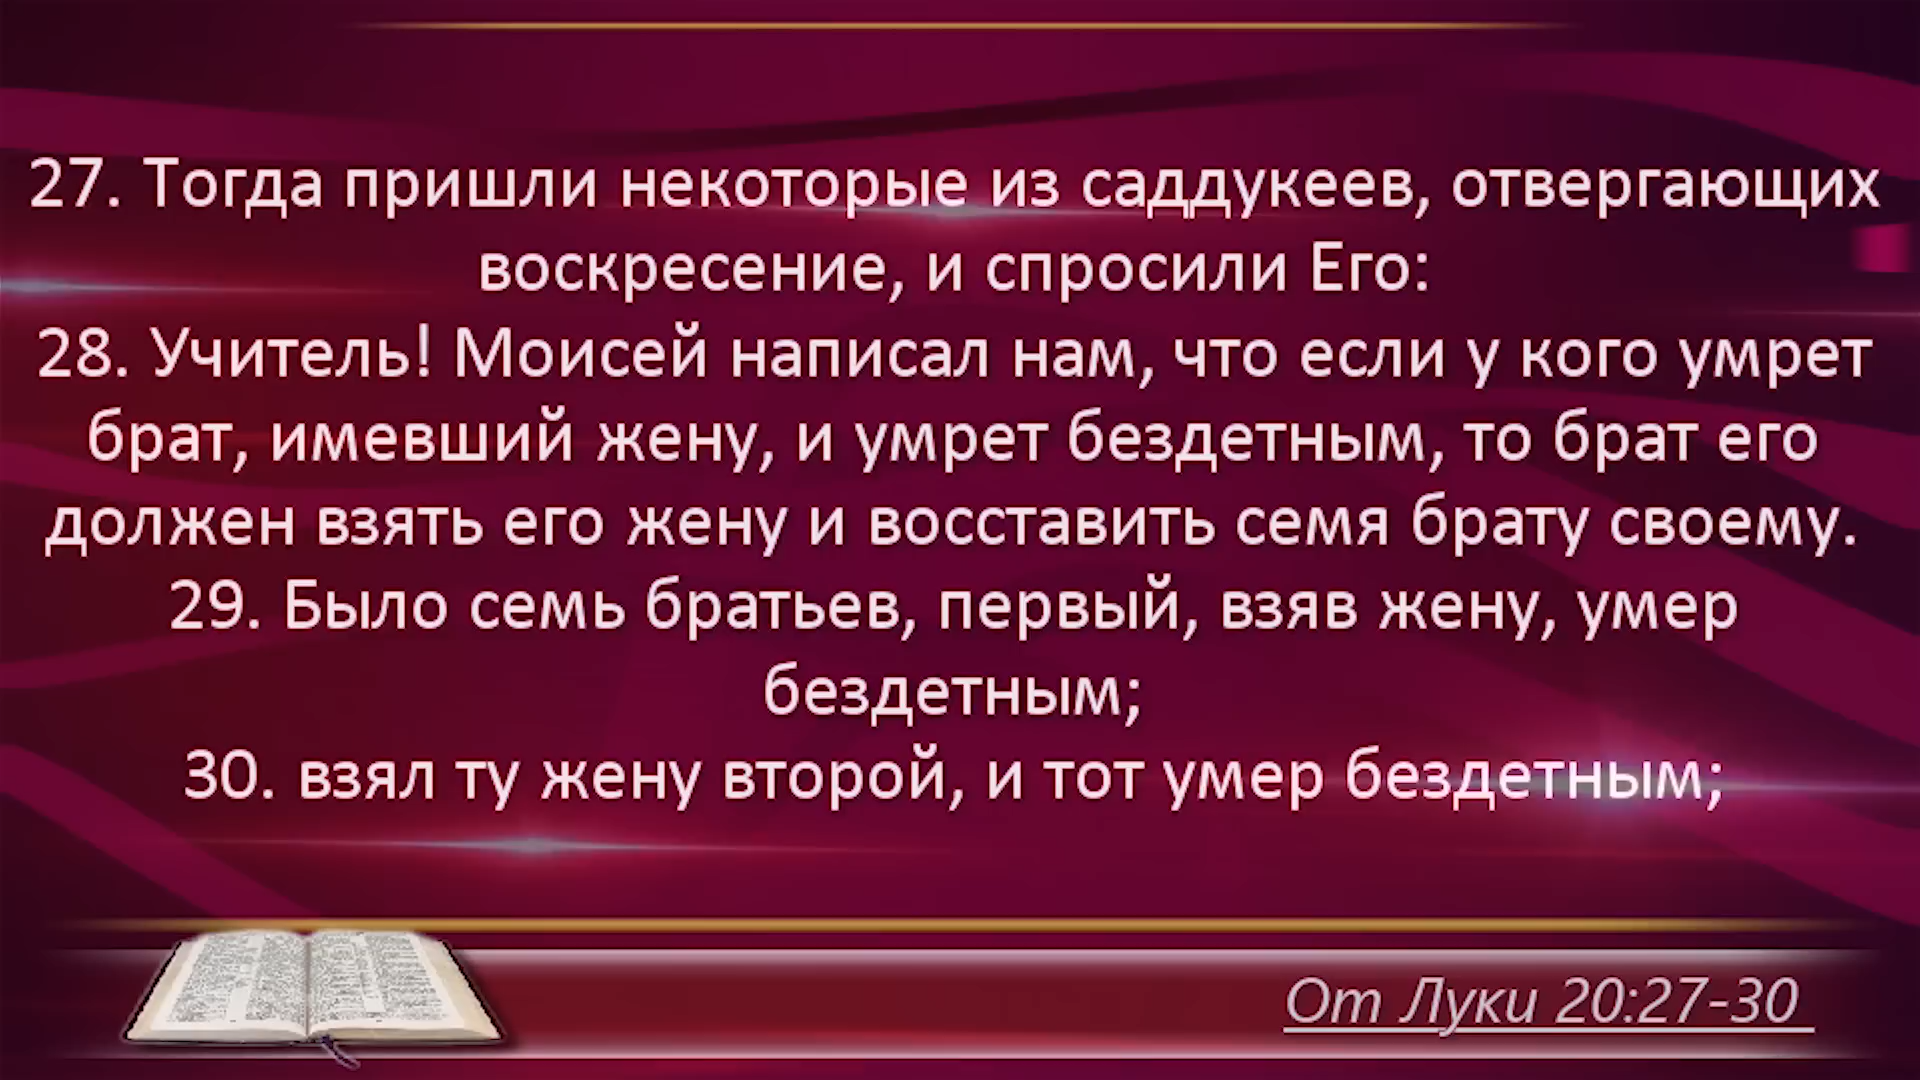 27. Тогда пришли некоторые из саддукеев, отвергающих
воскресение, и спросили Его:
28. Учитель! Моисей написал нам, что если у кого умрет
брат, имевший жену, и умрет бездетным, то брат его
должен взять его жену и восставить семя брату своему.
29. Было семь братьев, первый, взяв жену, умер
бездетным;
30. взял ту жену второй, и тот умер бездетным;
От Луки 20:27-30